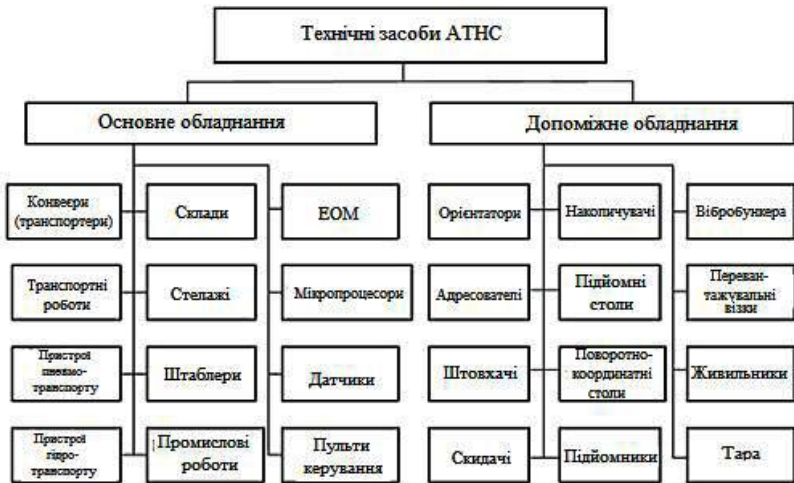 Технічні засоби АТНС
Основне обладнання
Допоміжне обладнання
Конвеєри
(транспортери)
Склади
ЕОМ
Орієнтатори
Накопичувачі
Вібробункера
Транспортні
роботи
Стелажі
Мікропроцесори
Адресователі
Підйомні
столи
Переван-
тажувальні
візки
Пристрої
пневмо-
транспорту
Штаблери
Датчики
Штовхачі
Поворотно-
координатні
столи
Живильники
Пристрої
гідро-
транспорту
Промислові
роботи
Пульти
керування
Скидачі
Підйомники
Тара